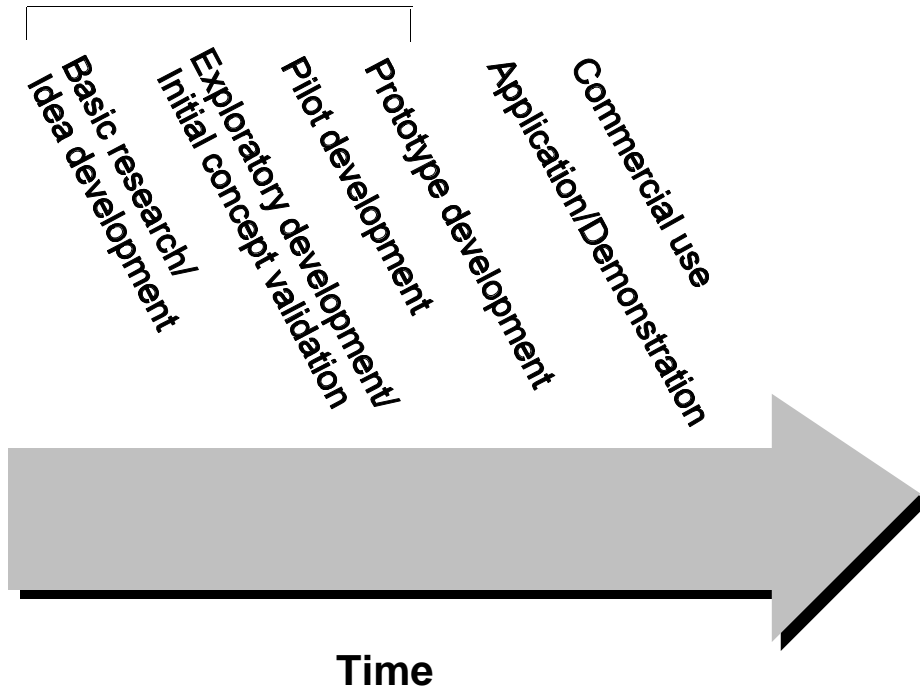 Basic research/
Idea development
Exploratory development/
Initial concept validation
Pilot development
Prototype development
Application/Demonstration
Commercial use
Time